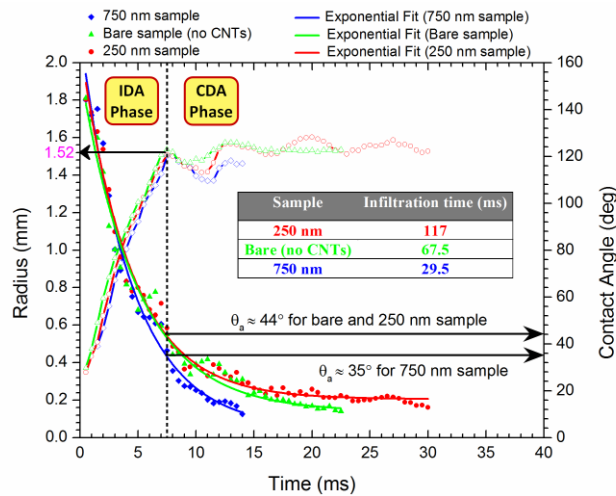 750 nm sample
Exponential Fit (750 nm sample)
Bare sample (no CNTs)
Exponential Fit (Bare sample)
250 nm sample
Exponential Fit (250 nm sample)
2.0
1.8
1.6
1.52
1.4
1.2
1.0
0.8
0.6
0.4
0.2
0.0
Radius (mm)
IDA
Phase
CDA
Phase
160
140
120
100
80
60
40
20
0
Contact Angle (deg)
Sample Infiltration time (ms)
250 nm 117
Bare (no CNTs) 67.5
750 nm 29.5
θa ≈ 44° for bare and 250 nm sample
θa ≈ 35° for 750 nm sample
0 5 10 15 20 25 30 35 40
Time (ms)